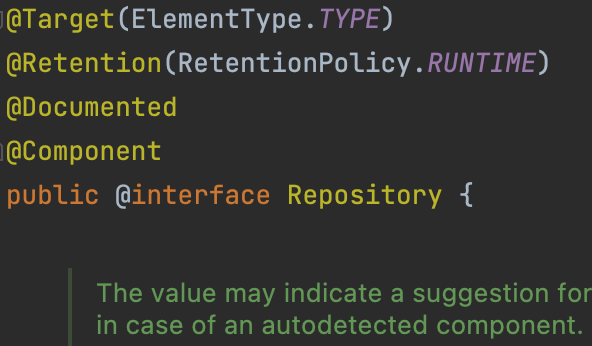 @Target(ElementType.TYPE)
@Retention(RetentionPolicy.RUNTIME)
@Documented
@Component
public @interface Repository {
The value may indicate a suggestion for
in case of an autodetected component.